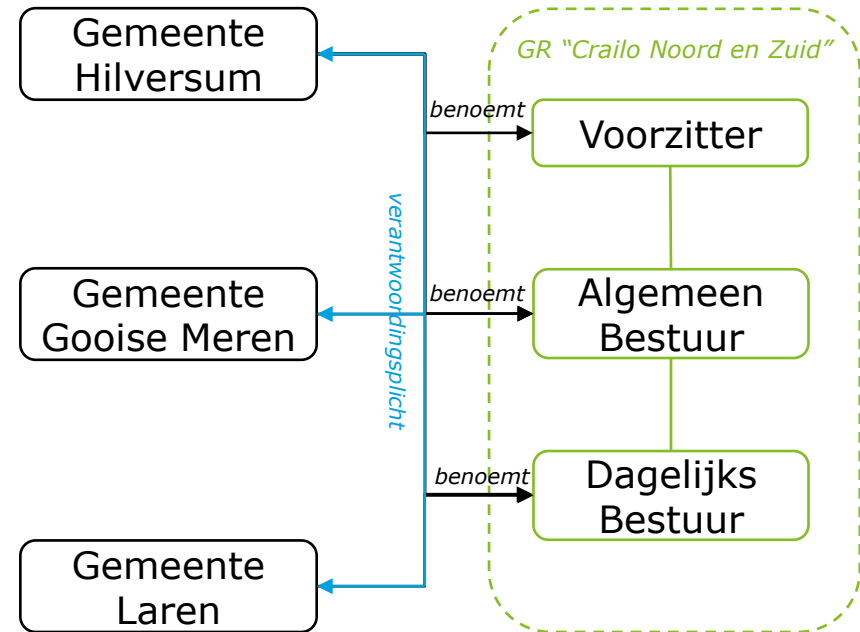 Gemeente
Hilversum
GR “Crailo Noord en Zuid”
benoemt
Voorzitter
verantwoordingsplicht
Gemeente
Gooise Meren
benoemt
Algemeen
Bestuur
benoemt
Dagelijks
Bestuur
Gemeente
Laren